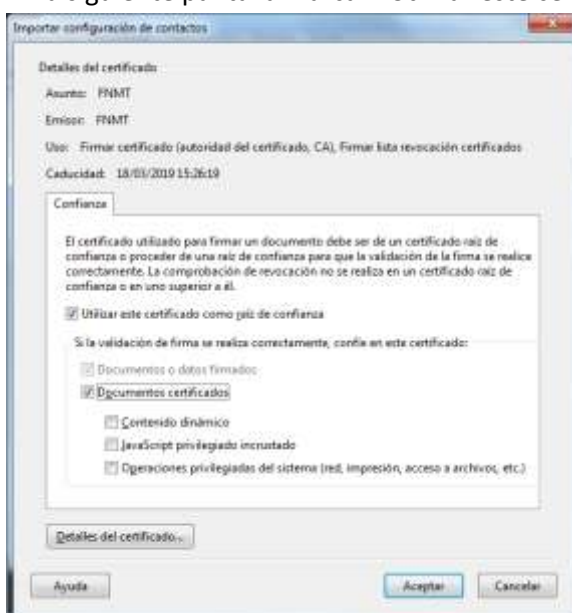 Importar configuración de contactos
Detalles del certificado
Asunto: FNMT
Emisor: FNMT
Uso: Firmar certificado (autoridad del certificado, CA), Firmar lista revocación certificados
Caducidad: 18/03/2019 15:26:19
Confianza
El certificado utilizado para firmar un documento debe ser de un certificado raíz de
confianza o proceder de una raíz de confianza para que la validación de la firma se realice
correctamente. La comprobación de revocación no se realiza en un certificado raíz de
confianza o en uno superior a él.
Utilizar este certificado como raíz de confianza
Si la validación de firma se realiza correctamente, confíe en este certificado:
Documentos o datos firmados
Documentos certificados
Contenido dinámico
JavaScript privilegiado incrustado
Operaciones privilegiadas del sistema (red, impresión, acceso a archivos, etc.)
Detalles del certificado...
Ayuda
Aceptar
Cancelar